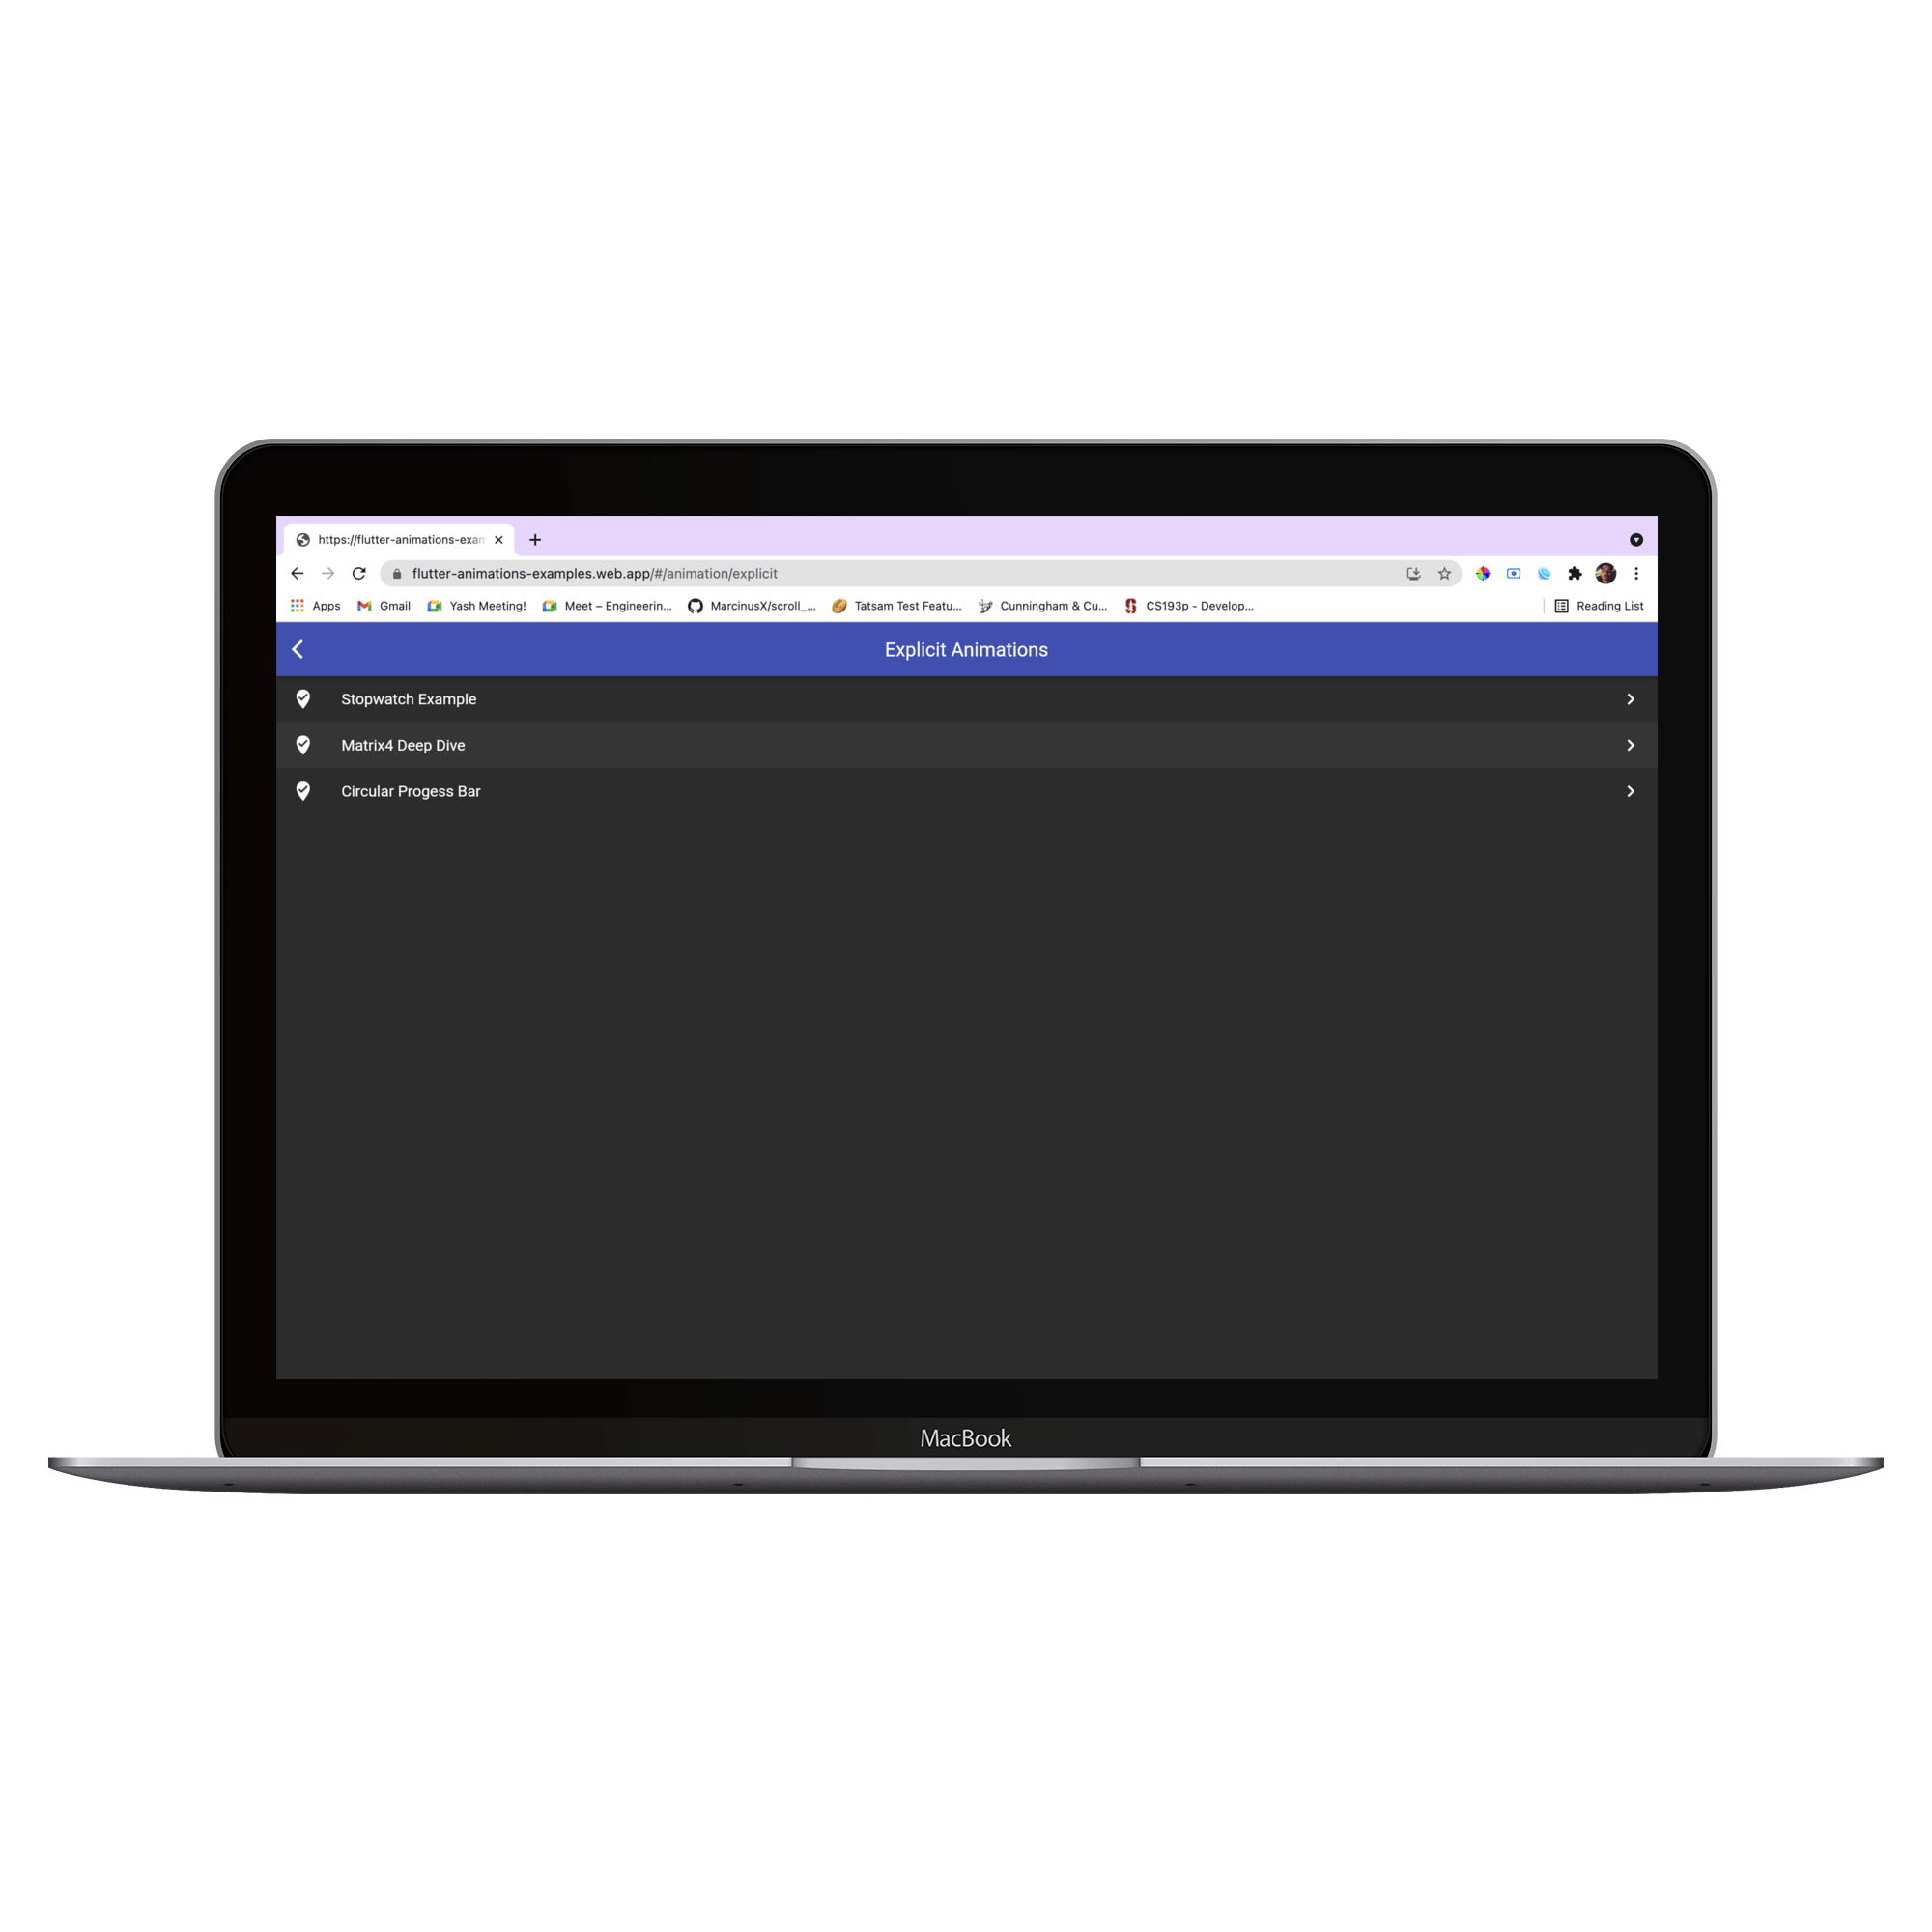 https://flutter-animations-exam
flutter-animations-examples.web.app/#/animation/explicit
Apps Gmail Yash Meeting! Meet – Engineerin... MarcinusX/scroll_... Tatsam Test Featu... Cunningham & Cu... CS193p - Develop... Reading List
Explicit Animations
Stopwatch Example
Matrix4 Deep Dive
Circular Progess Bar
MacBook